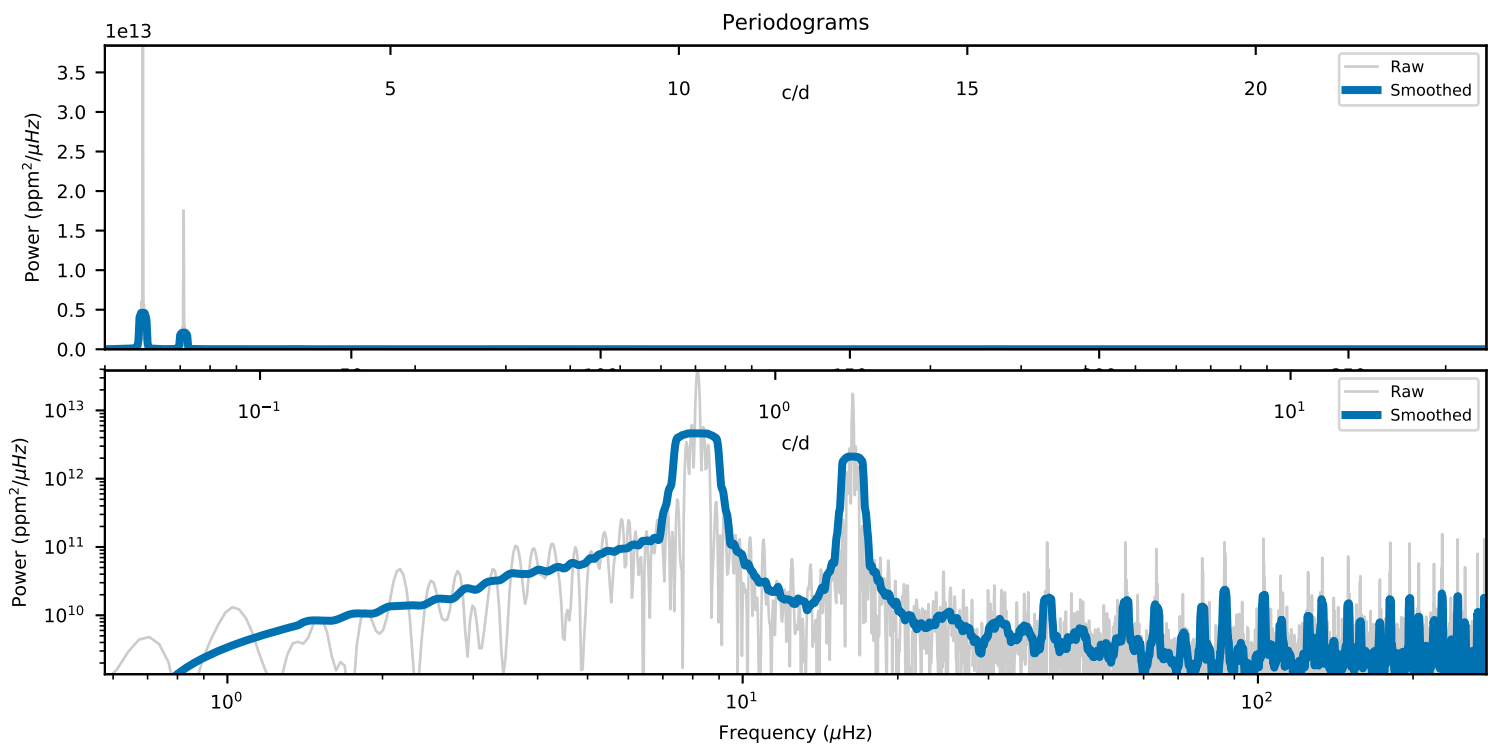 Periodograms
1e13
Power (ppm²/μHz)
3.5
3.0
2.5
2.0
1.5
1.0
0.5
0.0
5
10
15
20
c/d
Raw
Smoothed
Power (ppm²/μHz)
10¹³
10¹²
10¹¹
10¹⁰
10⁻¹
10⁰
10¹
c/d
Raw
Smoothed
10⁰
10¹
10²
Frequency (μHz)